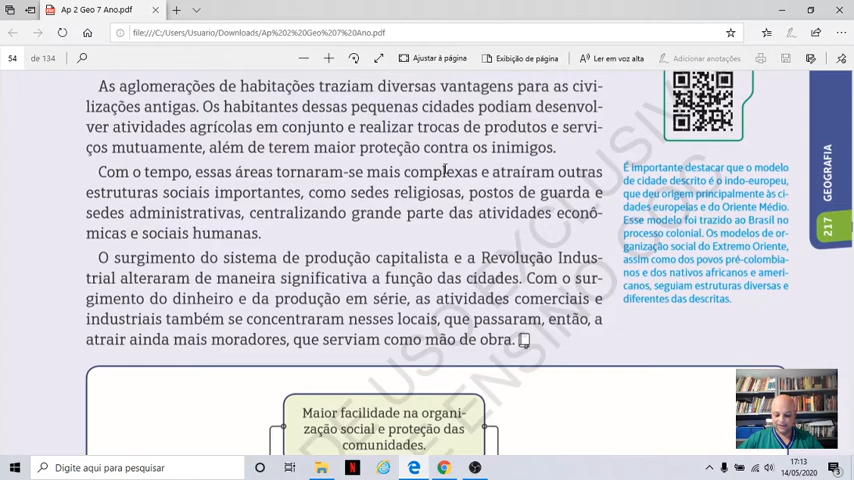 Ap 2 Geo 7 Ano.pdf
file:///C:/Users/Usuario/Downloads/Ap%202%20Geo%207%20Ano.pdf
54 de 134
Ajustar à página
Exibição de página
Ler em voz alta
Adicionar anotações
As aglomerações de habitações traziam diversas vantagens para as civi-
lizações antigas. Os habitantes dessas pequenas cidades podiam desenvol-
ver atividades agrícolas em conjunto e realizar trocas de produtos e servi-
ços mutuamente, além de terem maior proteção contra os inimigos.
Com o tempo, essas áreas tornaram-se mais complexas e atraíram outras
estruturas sociais importantes, como sedes religiosas, postos de guarda e
sedes administrativas, centralizando grande parte das atividades econô-
micas e sociais humanas.
O surgimento do sistema de produção capitalista e a Revolução Indus-
trial alteraram de maneira significativa a função das cidades. Com o sur-
gimento do dinheiro e da produção em série, as atividades comerciais e
industriais também se concentraram nesses locais, que passaram, então, a
atrair ainda mais moradores, que serviam como mão de obra.
É importante destacar que o modelo
de cidade descrito é o indo-europeu,
que deu origem principalmente às ci-
dades europeias e do Oriente Médio.
Esse modelo foi trazido ao Brasil no
processo colonial. Os modelos de or-
ganização social do Extremo Oriente,
assim como dos povos pré-colombia-
nos e dos nativos africanos e ameri-
canos, seguiam estruturas diversas e
diferentes das descritas.
GEOGRAFIA
217
DE USO EXCLUSIV
DE ENSINO CQS
Maior facilidade na organi-
zação social e proteção das
comunidades.
Digite aqui para pesquisar
17:13
14/05/2020
3